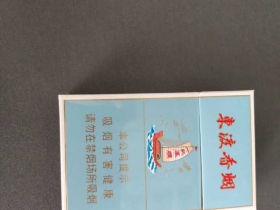 東渡香烟
本公司提示
吸烟有害健康
请勿在禁烟场所吸烟